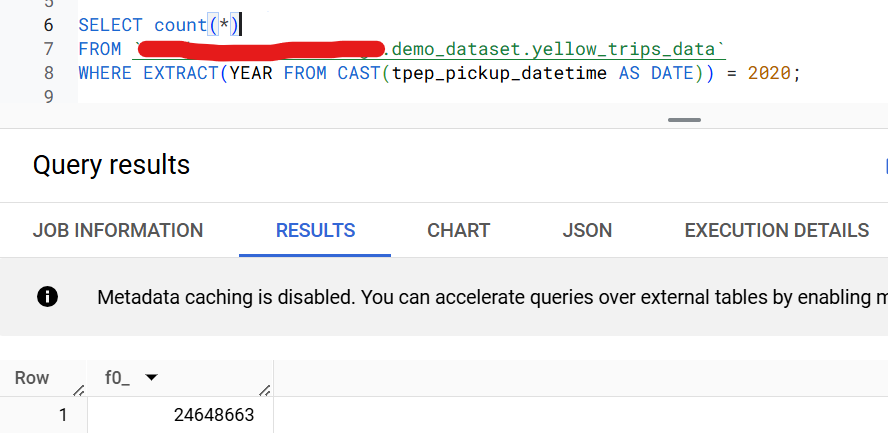 5
6 SELECT count(*)
7 FROM `.demo_dataset.yellow_trips_data`
8 WHERE EXTRACT(YEAR FROM CAST(tpep_pickup_datetime AS DATE)) = 2020;
9
Query results
JOB INFORMATION RESULTS CHART JSON EXECUTION DETAILS
Metadata caching is disabled. You can accelerate queries over external tables by enabling
Row f0_
1 24648663